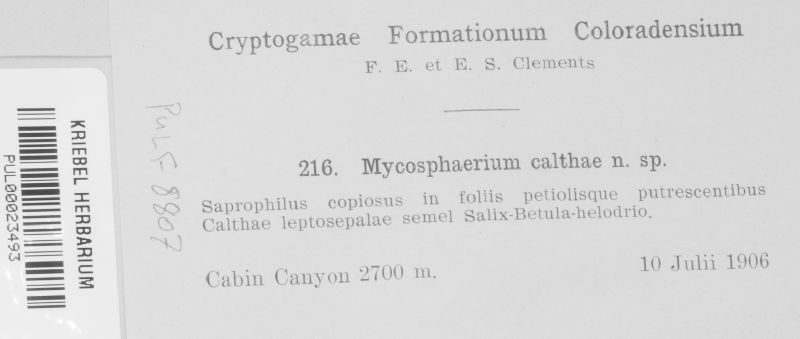 Cryptogamae Formationum Coloradensium
F. E. et E. S. Clements
216. Mycosphaerium calthae n. sp.
Saprophilus copiosus in foliis petiolisque putrescentibus
Calthae leptosepalae semel Salix-Betula-helodrio.
Cabin Canyon 2700 m. 10 Julii 1906
PULF 8807
KRIEBEL HERBARIUM
PUL00023493